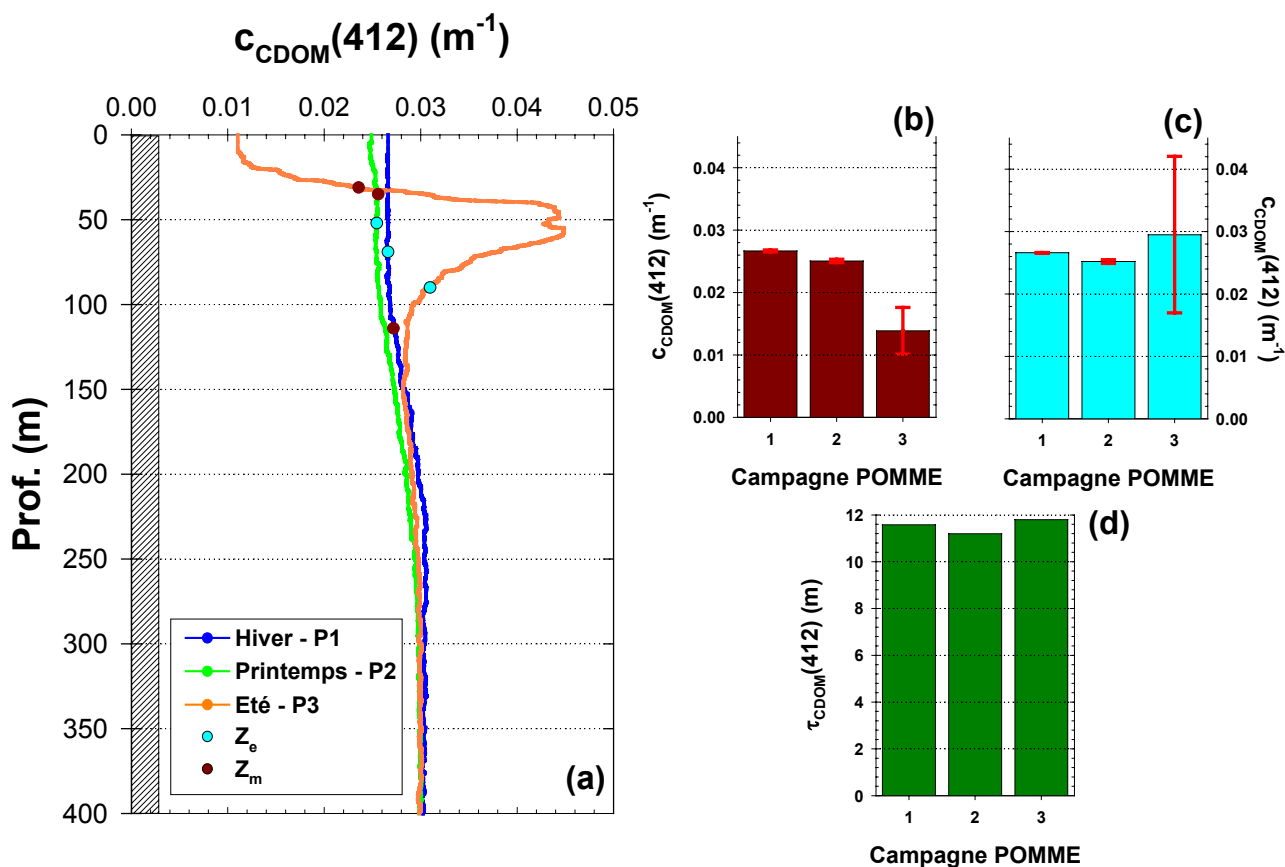 c_CDOM(412) (m⁻¹)
0.00 0.01 0.02 0.03 0.04 0.05
0
50
100
150
200
250
300
350
400
Prof. (m)
Hiver - P1
Printemps - P2
Eté - P3
Z_e
Z_m
(a)
(b)
c_CDOM(412) (m⁻¹)
0.04
0.03
0.02
0.01
0.00
1 2 3
Campagne POMME
(c)
0.04
0.03
0.02
0.01
0.00
c_CDOM(412) (m⁻¹)
1 2 3
Campagne POMME
(d)
τ_CDOM(412) (m)
12
10
8
6
4
2
0
1 2 3
Campagne POMME